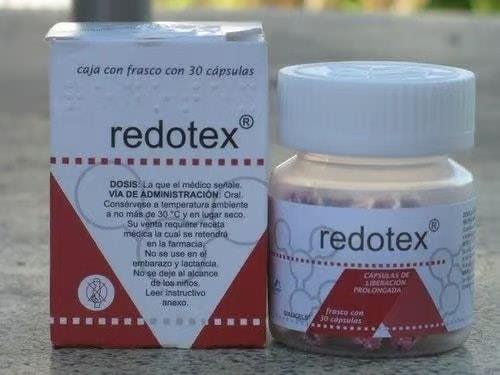 caja con frasco con 30 cápsulas
redotex®
DOSIS: La que el médico señale.
VÍA DE ADMINISTRACIÓN: Oral.
Consérvese a temperatura ambiente
a no más de 30 °C y en lugar seco.
Su venta requiere receta
médica la cual se retendrá
en la farmacia.
No se use en el
embarazo y lactancia.
No se deje al alcance
de los niños.
Leer instructivo
anexo.
redotex®
CÁPSULAS DE
LIBERACIÓN
PROLONGADA
frasco con
30 cápsulas